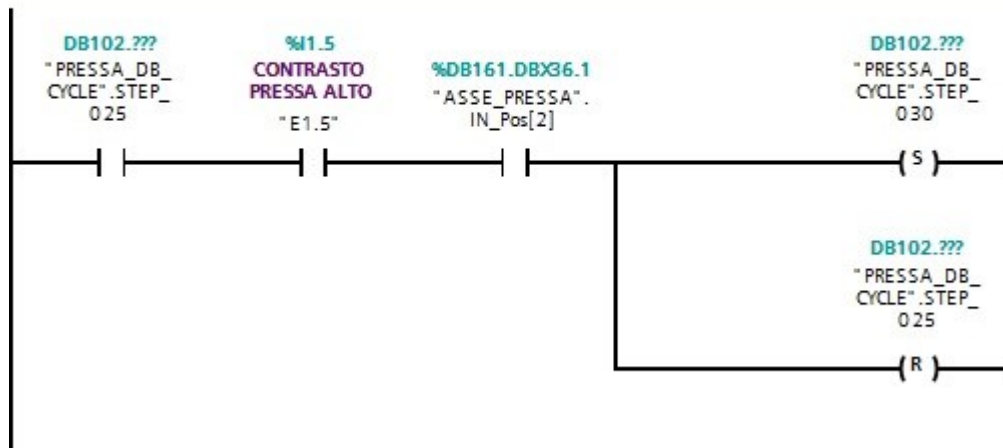 DB102.???
"PRESSA_DB_
CYCLE".STEP_
025
%I1.5
CONTRASTO
PRESSA ALTO
"E1.5"
%DB161.DBX36.1
"ASSE_PRESSA".
IN_Pos[2]
DB102.???
"PRESSA_DB_
CYCLE".STEP_
030
S
DB102.???
"PRESSA_DB_
CYCLE".STEP_
025
R